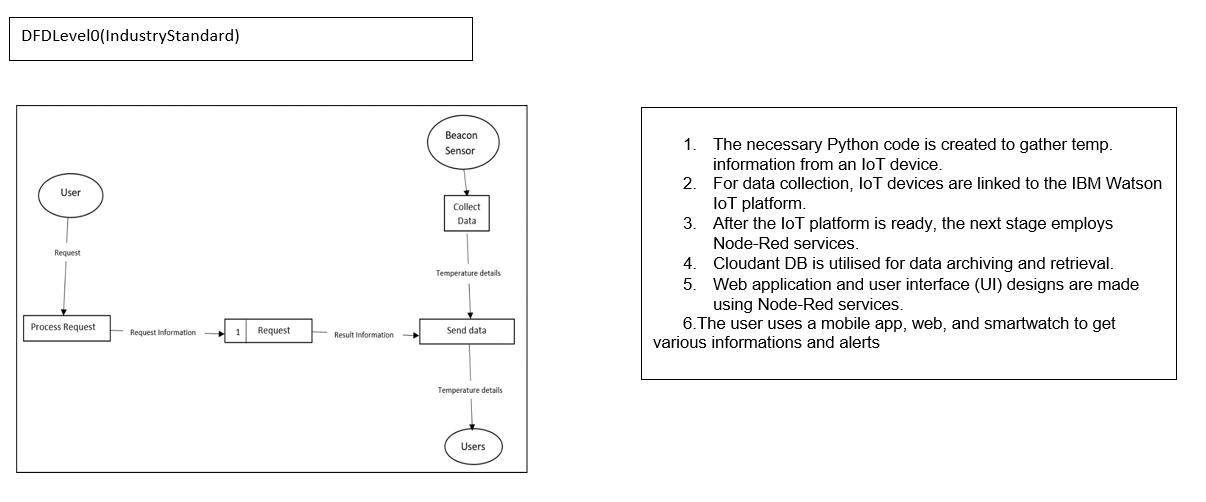 DFDLevel0(IndustryStandard)
Beacon
Sensor
User
Collect
Data
Request
Temperature details
Process Request
Request Information
1 Request
Result Information
Send data
Temperature details
Users
1. The necessary Python code is created to gather temp.
information from an IoT device.
2. For data collection, IoT devices are linked to the IBM Watson
IoT platform.
3. After the IoT platform is ready, the next stage employs
Node-Red services.
4. Cloudant DB is utilised for data archiving and retrieval.
5. Web application and user interface (UI) designs are made
using Node-Red services.
6.The user uses a mobile app, web, and smartwatch to get
various informations and alerts